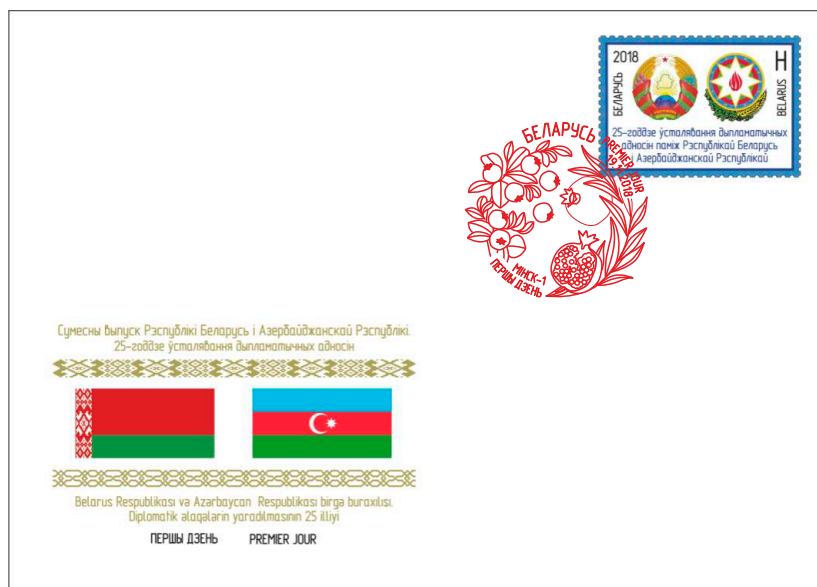 2018
H
БЕЛАРУСЬ
BELARUS
25-годдзе ўсталявання дыпламатычных
адносін паміж Рэспублікай Беларусь
і Азербайджанскай Рэспублікай
БЕЛАРУСЬ
PREMIER JOUR
2018
МІНСК-1
ПЕРШЫ ДЗЕНЬ
Сумесны выпуск Рэспублікі Беларусь і Азербайджанскай Рэспублікі.
25-годдзе ўсталявання дыпламатычных адносін
Belarus Respublikası və Azərbaycan Respublikası birgə buraxılısı.
Diplomatik əlaqələrin yaradılmasının 25 illiyi
ПЕРШЫ ДЗЕНЬ PREMIER JOUR